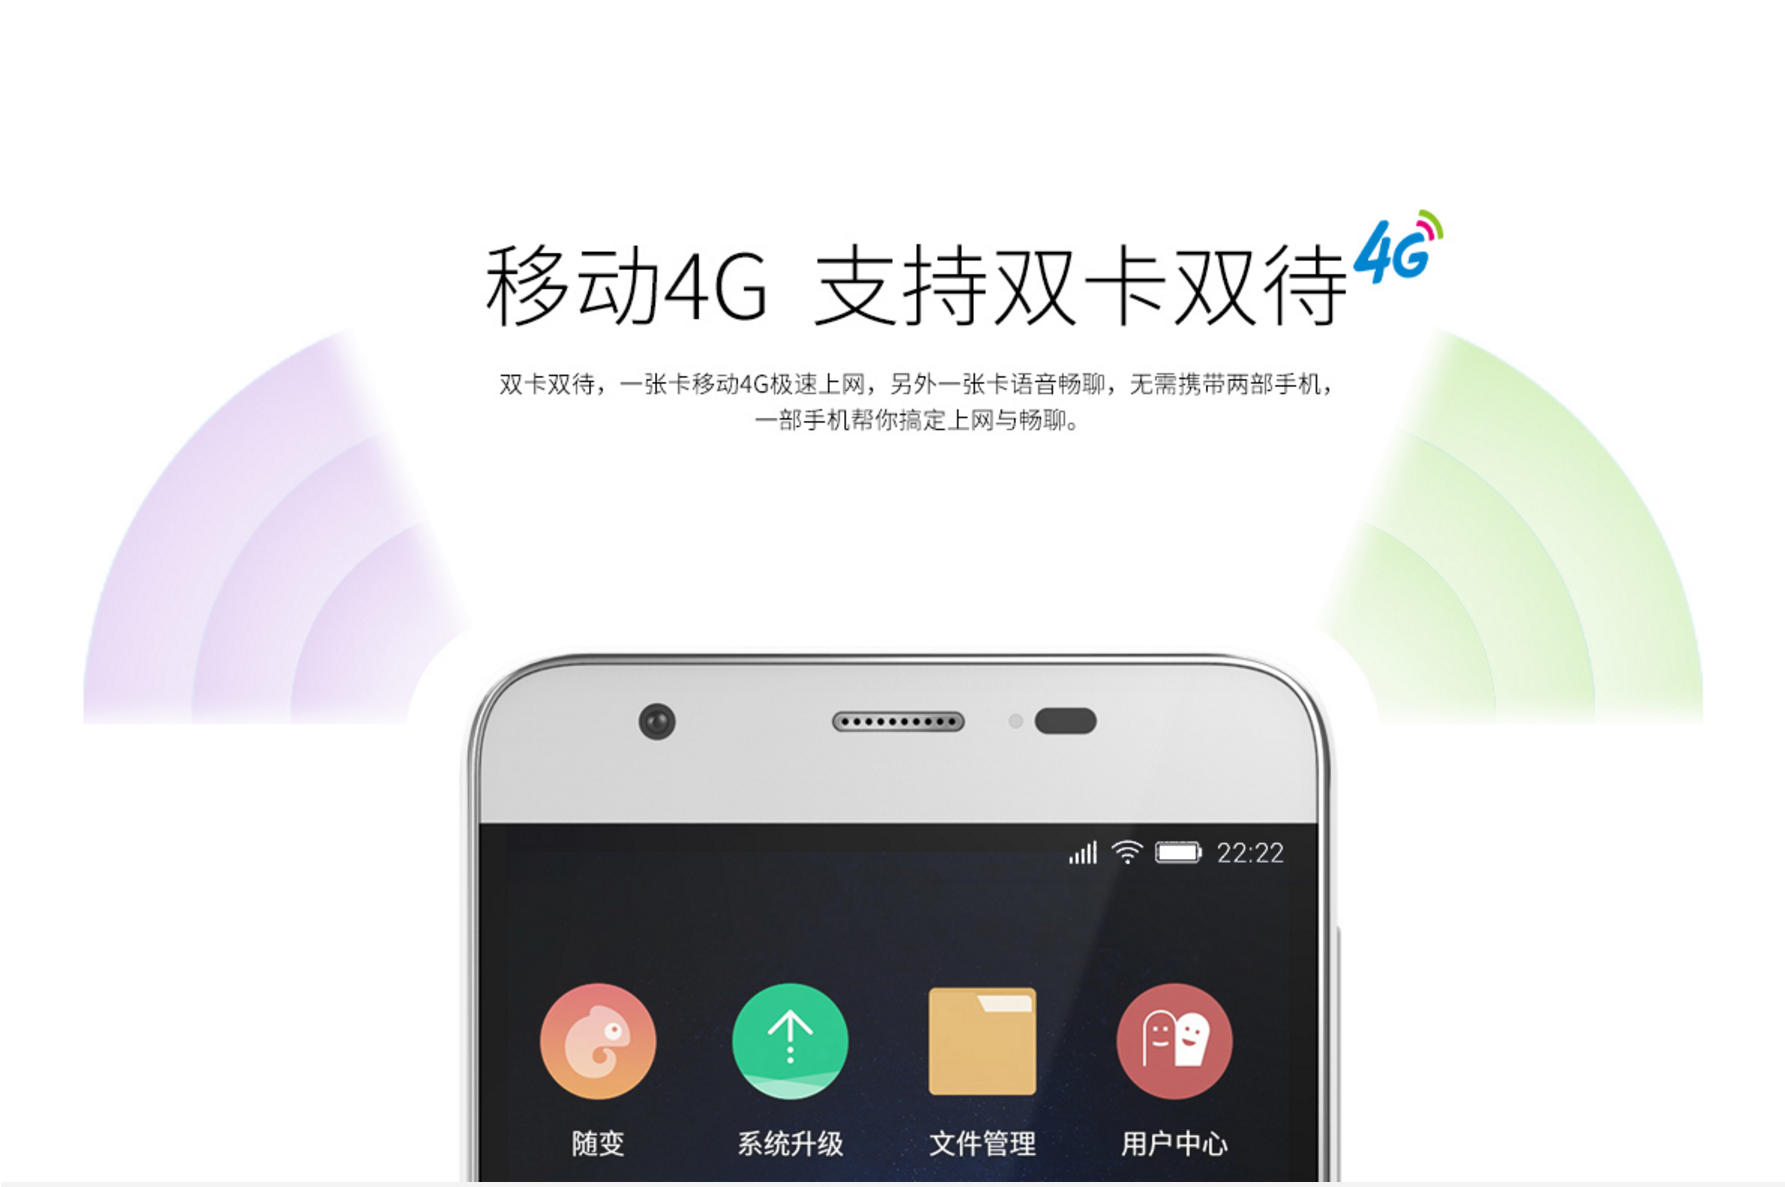 移动4G 支持双卡双待4G
双卡双待，一张卡移动4G极速上网，另外一张卡语音畅聊，无需携带两部手机，
一部手机帮你搞定上网与畅聊。
22:22
随变 系统升级 文件管理 用户中心